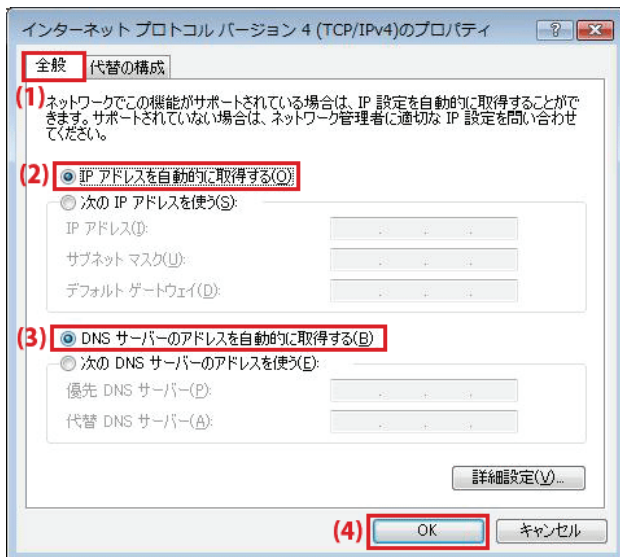 インターネット プロトコル バージョン 4 (TCP/IPv4)のプロパティ
全般 代替の構成
(1)
ネットワークでこの機能がサポートされている場合は、IP 設定を自動的に取得することがで
きます。サポートされていない場合は、ネットワーク管理者に適切な IP 設定を問い合わせ
てください。
(2) IP アドレスを自動的に取得する(O)
次の IP アドレスを使う(S):
IP アドレス(I):
サブネット マスク(U):
デフォルト ゲートウェイ(D):
(3) DNS サーバーのアドレスを自動的に取得する(B)
次の DNS サーバーのアドレスを使う(E):
優先 DNS サーバー(P):
代替 DNS サーバー(A):
詳細設定(V)...
(4) OK キャンセル